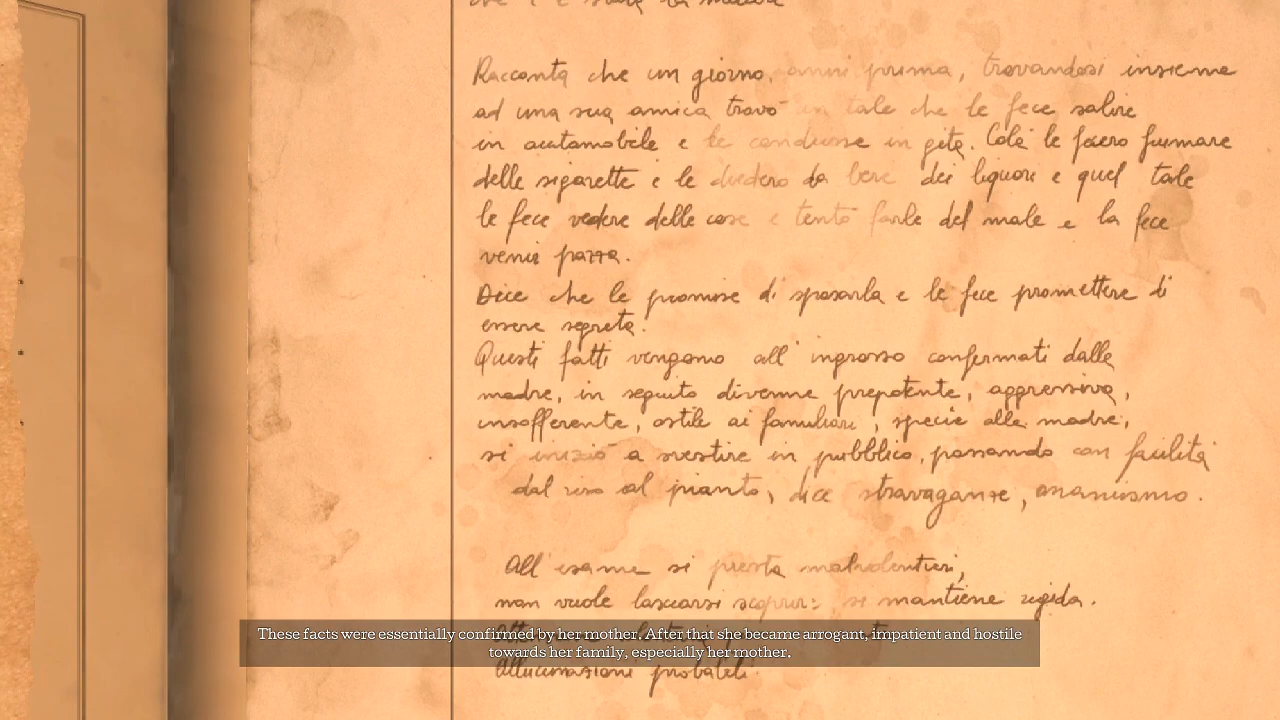 Racconta che un giorno, anni prima, trovandosi insieme
ad una sua amica trovò un tale che le fece salire
in automobile e le condusse in gita. Colà le fecero fumare
delle sigarette e le diedero da bere dei liquori e quel tale
le fece vedere delle cose e tentò farle del male e la fece
venir pazza.
Dice che le promise di sposarla e le fece promettere di
essere segreta.
Questi fatti vengono all'ingrosso confermati dalla
madre, in seguito divenne prepotente, aggressiva,
insofferente, ostile ai familiari, specie alla madre,
si iniziò a svestire in pubblico, passando con facilità
dal riso al pianto, dice stravaganze, onanismo.
All'esame si presta malvolentieri,
non vuole lasciarsi scoprire: si mantiene rigida.
These facts were essentially confirmed by her mother. After that she became arrogant, impatient and hostile
towards her family, especially her mother.
Allucinazioni probabili